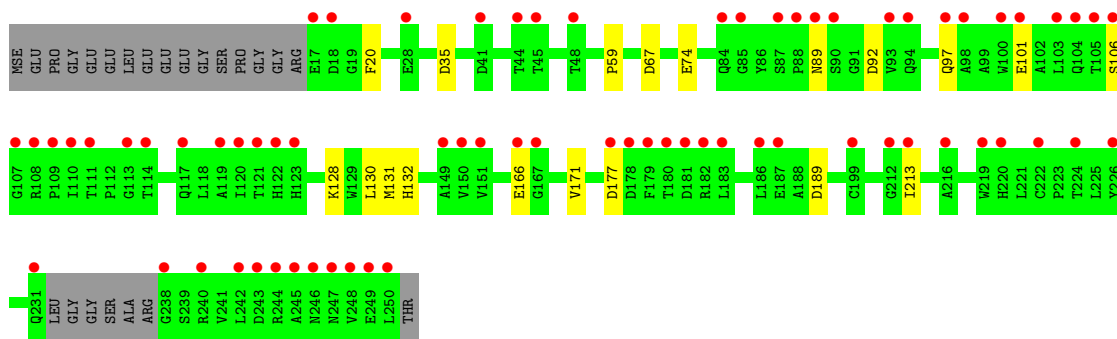 MSE GLU PRO GLY GLU GLU GLU LEU GLU GLU GLU GLY SER PRO GLY GLY ARG E17 D18 G19 F20 E28 D35 D41 T44 T45 T48 P59 D67 E74 Q84 G85 Y86 S87 P88 N89 S90 G91 D92 V93 Q94 Q97 A98 A99 W100 E101 A102 L103 Q104 T105 S106
G107 R108 P109 I110 T111 P112 G113 T114 Q117 L118 A119 I120 T121 H122 H123 K128 W129 L130 M131 H132 A149 V150 V151 E166 G167 V171 D177 D178 F179 T180 D181 R182 L183 L186 E187 A188 D189 C199 G212 I213 A216 W219 H220 L221 C222 P223 T224 L225 Y226
Q231 LEU GLY GLY SER ALA ARG G238 S239 R240 V241 L242 D243 R244 A245 N246 N247 V248 E249 L250 THR